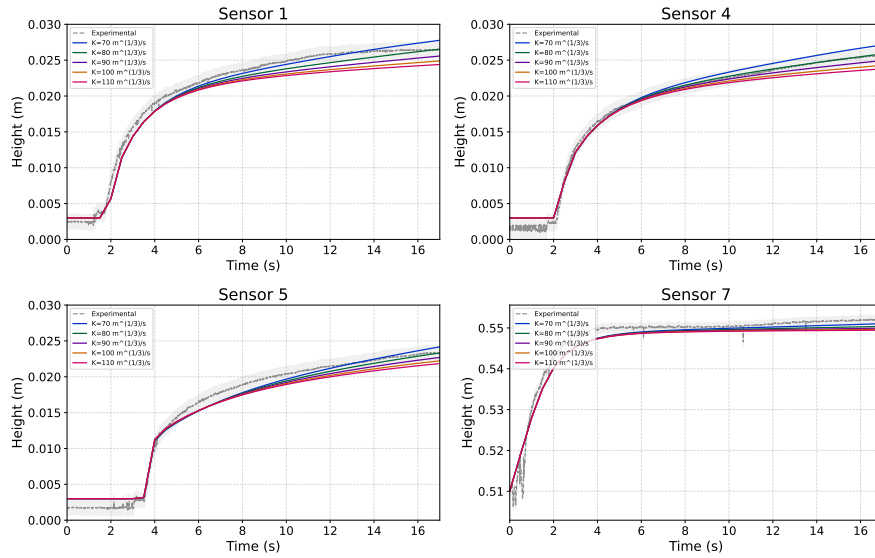 Sensor 1
Height (m)
0.030
0.025
0.020
0.015
0.010
0.005
0.000
Experimental
K=70 m^(1/3)/s
K=80 m^(1/3)/s
K=90 m^(1/3)/s
K=100 m^(1/3)/s
K=110 m^(1/3)/s
0 2 4 6 8 10 12 14 16
Time (s)
Sensor 4
Height (m)
0.030
0.025
0.020
0.015
0.010
0.005
0.000
Experimental
K=70 m^(1/3)/s
K=80 m^(1/3)/s
K=90 m^(1/3)/s
K=100 m^(1/3)/s
K=110 m^(1/3)/s
0 2 4 6 8 10 12 14 16
Time (s)
Sensor 5
Height (m)
0.030
0.025
0.020
0.015
0.010
0.005
0.000
Experimental
K=70 m^(1/3)/s
K=80 m^(1/3)/s
K=90 m^(1/3)/s
K=100 m^(1/3)/s
K=110 m^(1/3)/s
0 2 4 6 8 10 12 14 16
Time (s)
Sensor 7
Height (m)
0.55
0.54
0.53
0.52
0.51
Experimental
K=70 m^(1/3)/s
K=80 m^(1/3)/s
K=90 m^(1/3)/s
K=100 m^(1/3)/s
K=110 m^(1/3)/s
0 2 4 6 8 10 12 14 16
Time (s)